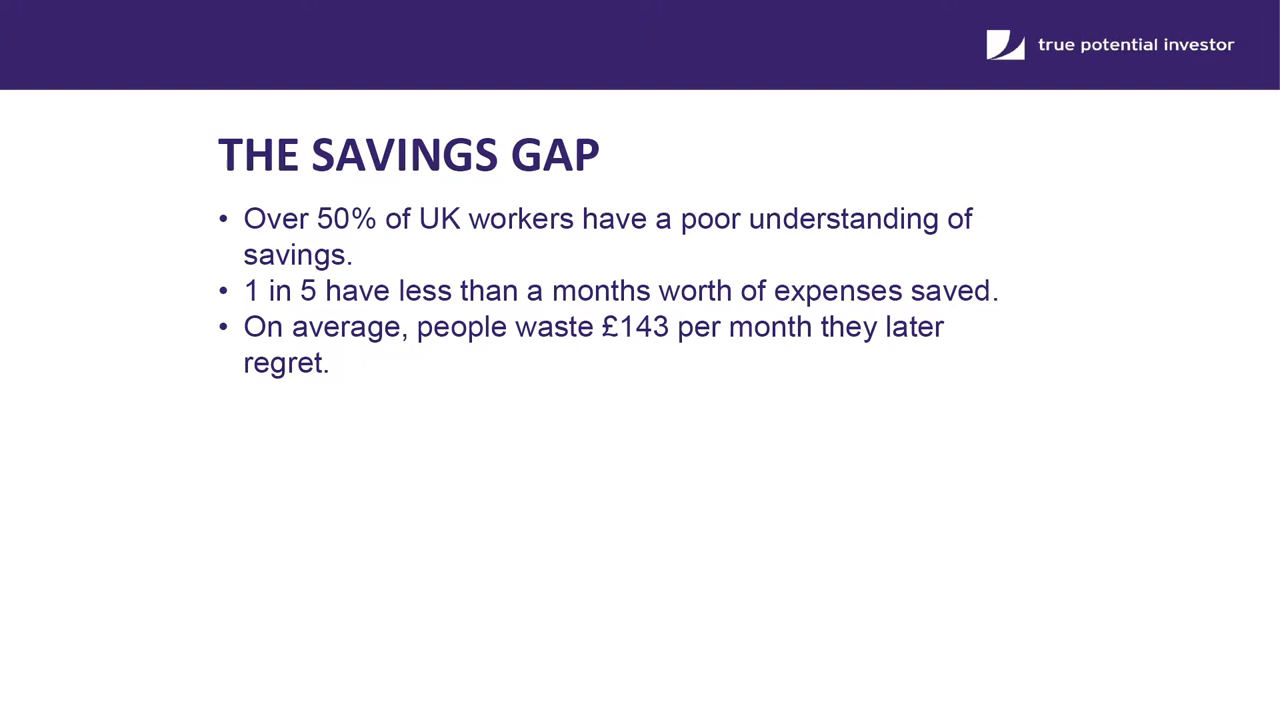 true potential investor
THE SAVINGS GAP
• Over 50% of UK workers have a poor understanding of
savings.
• 1 in 5 have less than a months worth of expenses saved.
• On average, people waste £143 per month they later
regret.